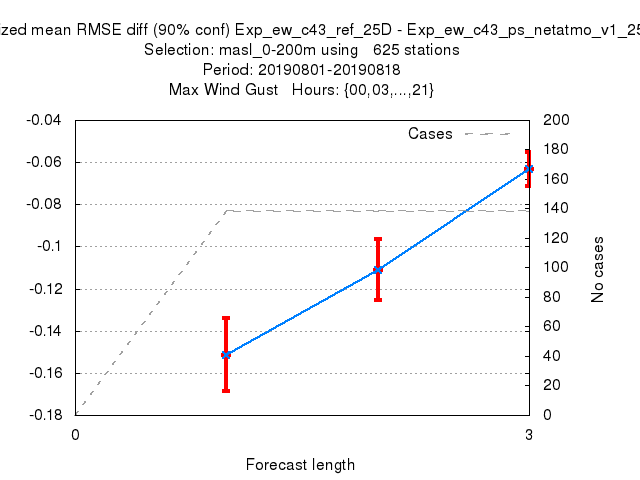 ized mean RMSE diff (90% conf) Exp_ew_c43_ref_25D - Exp_ew_c43_ps_netatmo_v1_25
Selection: masl_0-200m using 625 stations
Period: 20190801-20190818
Max Wind Gust Hours: {00,03,...,21}
Cases
-0.04
-0.06
-0.08
-0.1
-0.12
-0.14
-0.16
-0.18
200
180
160
140
120
100
80
60
40
20
0
No cases
0 3
Forecast length